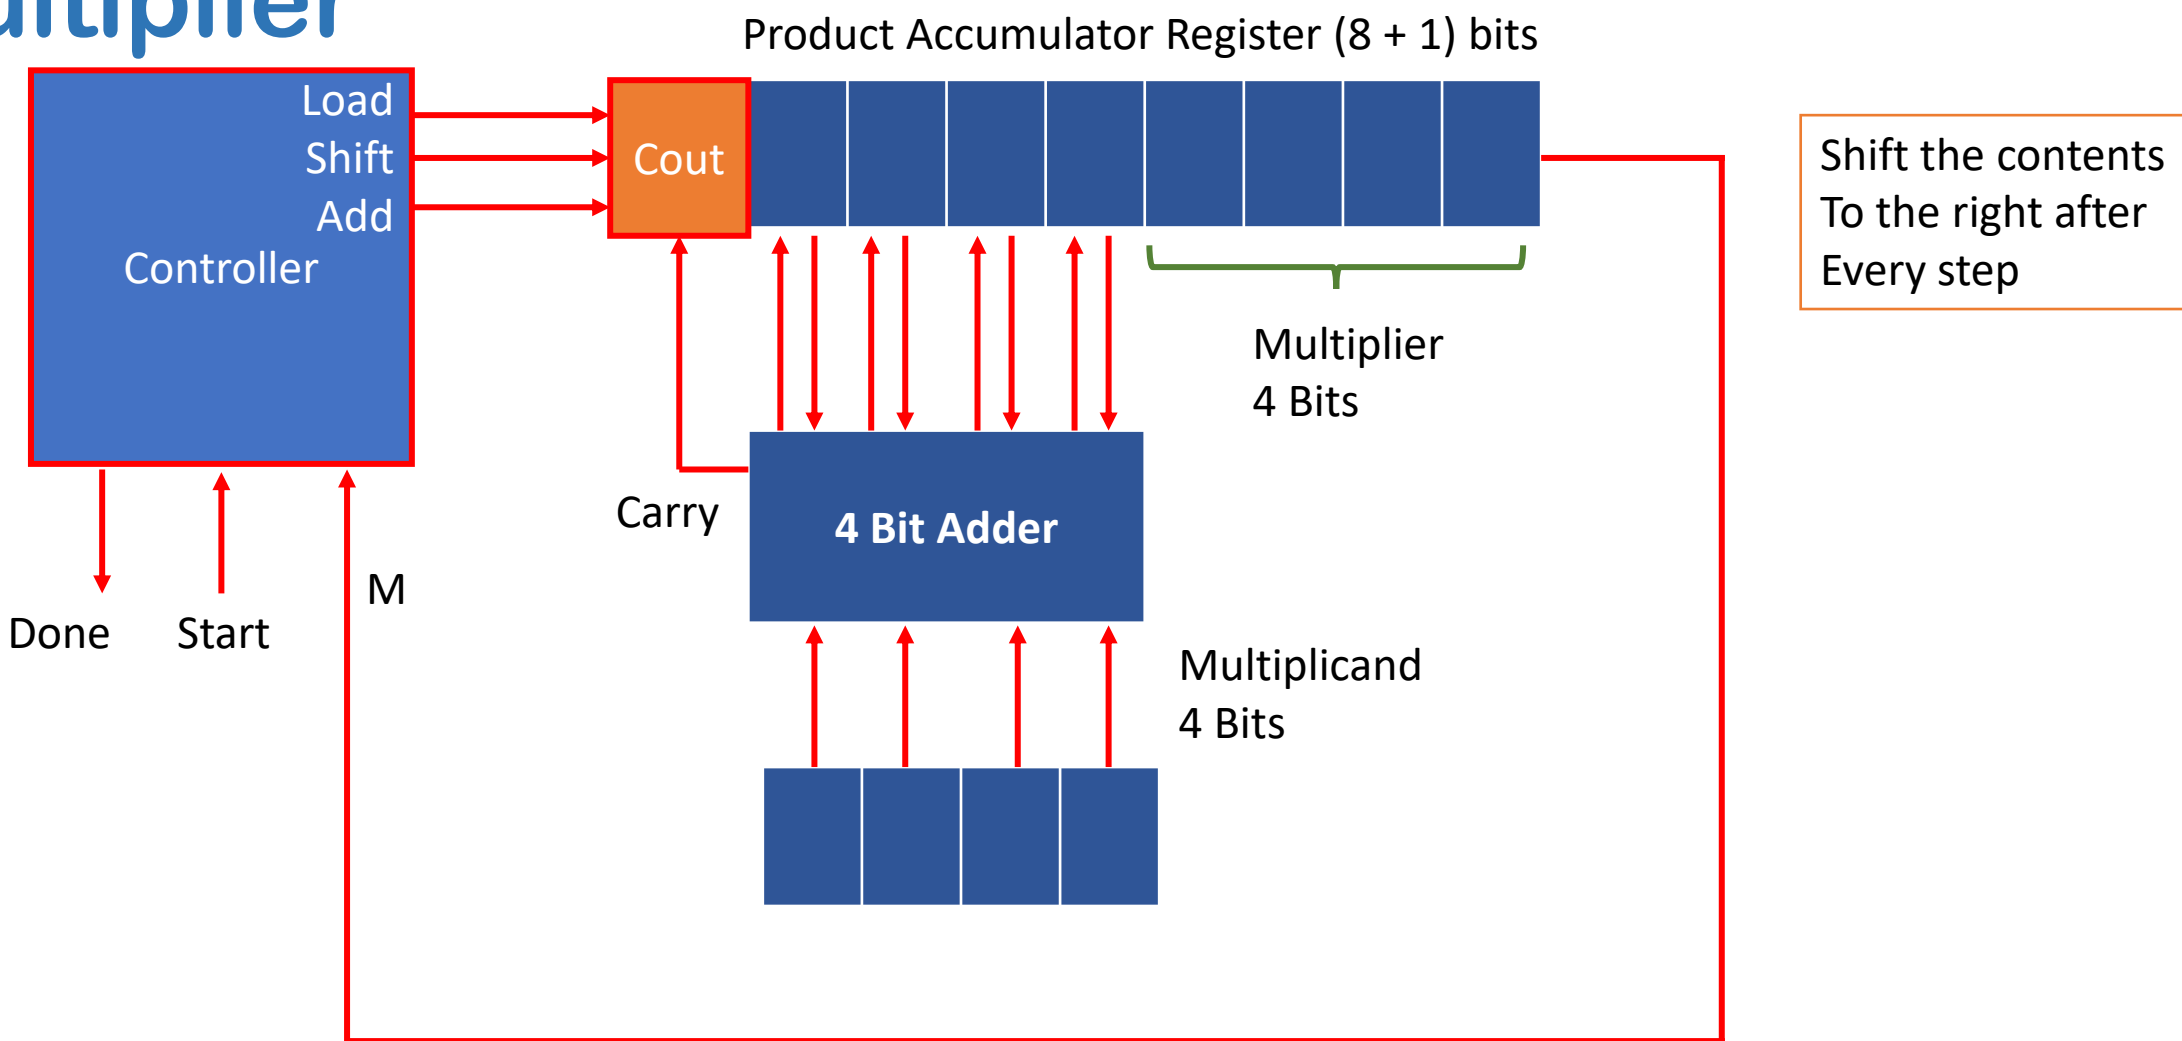 Product Accumulator Register (8 + 1) bits
Load
Shift
Add
Controller
Cout
Shift the contents
To the right after
Every step
Multiplier
4 Bits
Carry
4 Bit Adder
M
Done
Start
Multiplicand
4 Bits